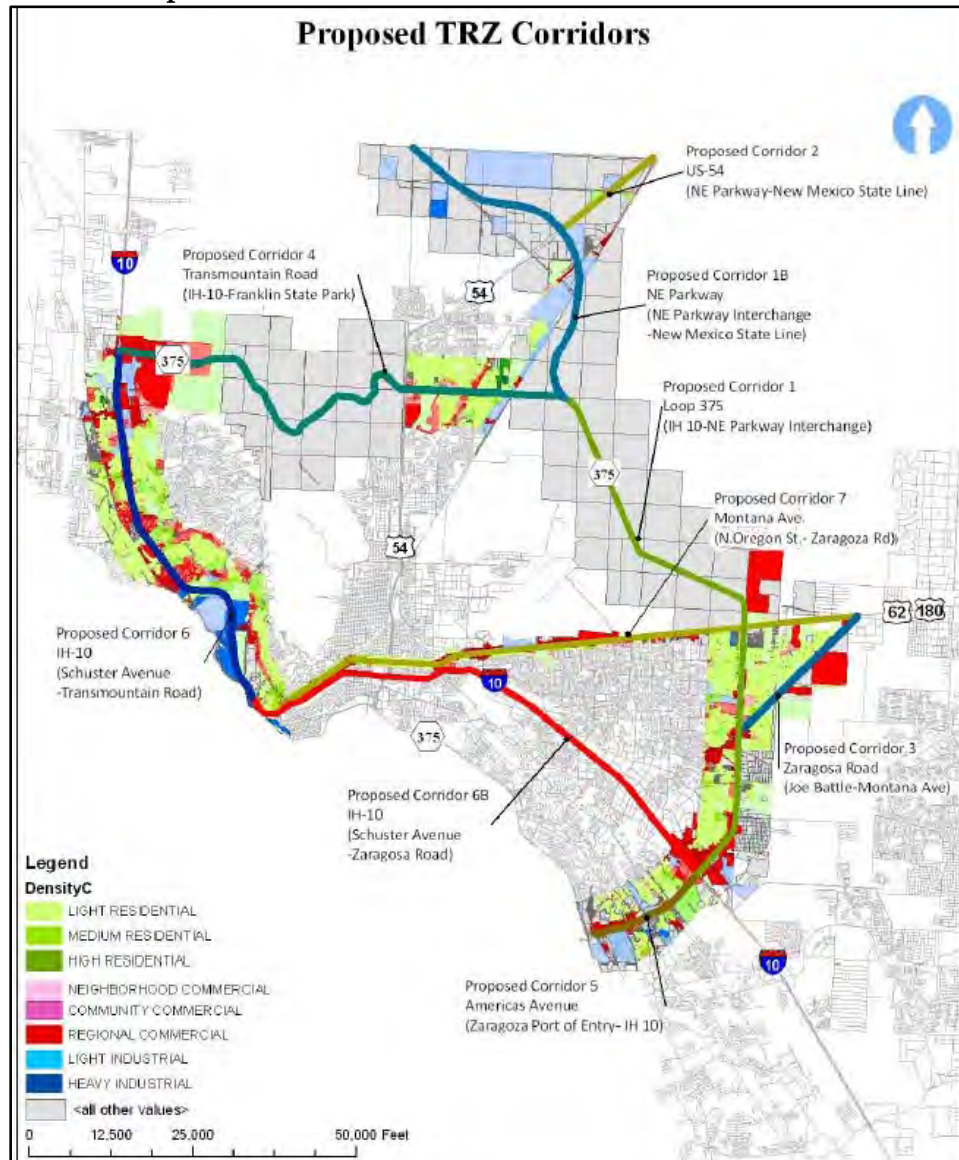 Proposed TRZ Corridors
Proposed Corridor 2
US-54
(NE Parkway-New Mexico State Line)
10
Proposed Corridor 4
Transmountain Road
(IH-10-Franklin State Park)
54
Proposed Corridor 1B
NE Parkway
(NE Parkway Interchange
-New Mexico State Line)
375
Proposed Corridor 1
Loop 375
(IH 10-NE Parkway Interchange)
375
Proposed Corridor 7
Montana Ave.
(N.Oregon St.- Zaragoza Rd)
54
62 180
Proposed Corridor 6
IH-10
(Schuster Avenue
-Transmountain Road)
10
375
Proposed Corridor 3
Zaragosa Road
(Joe Battle-Montana Ave)
Proposed Corridor 6B
IH-10
(Schuster Avenue
-Zaragosa Road)
10
Proposed Corridor 5
Americas Avenue
(Zaragoza Port of Entry- IH 10)
Legend
DensityC
LIGHT RESIDENTIAL
MEDIUM RESIDENTIAL
HIGH RESIDENTIAL
NEIGHBORHOOD COMMERCIAL
COMMUNITY COMMERCIAL
REGIONAL COMMERCIAL
LIGHT INDUSTRIAL
HEAVY INDUSTRIAL
<all other values>
0 12,500 25,000 50,000 Feet